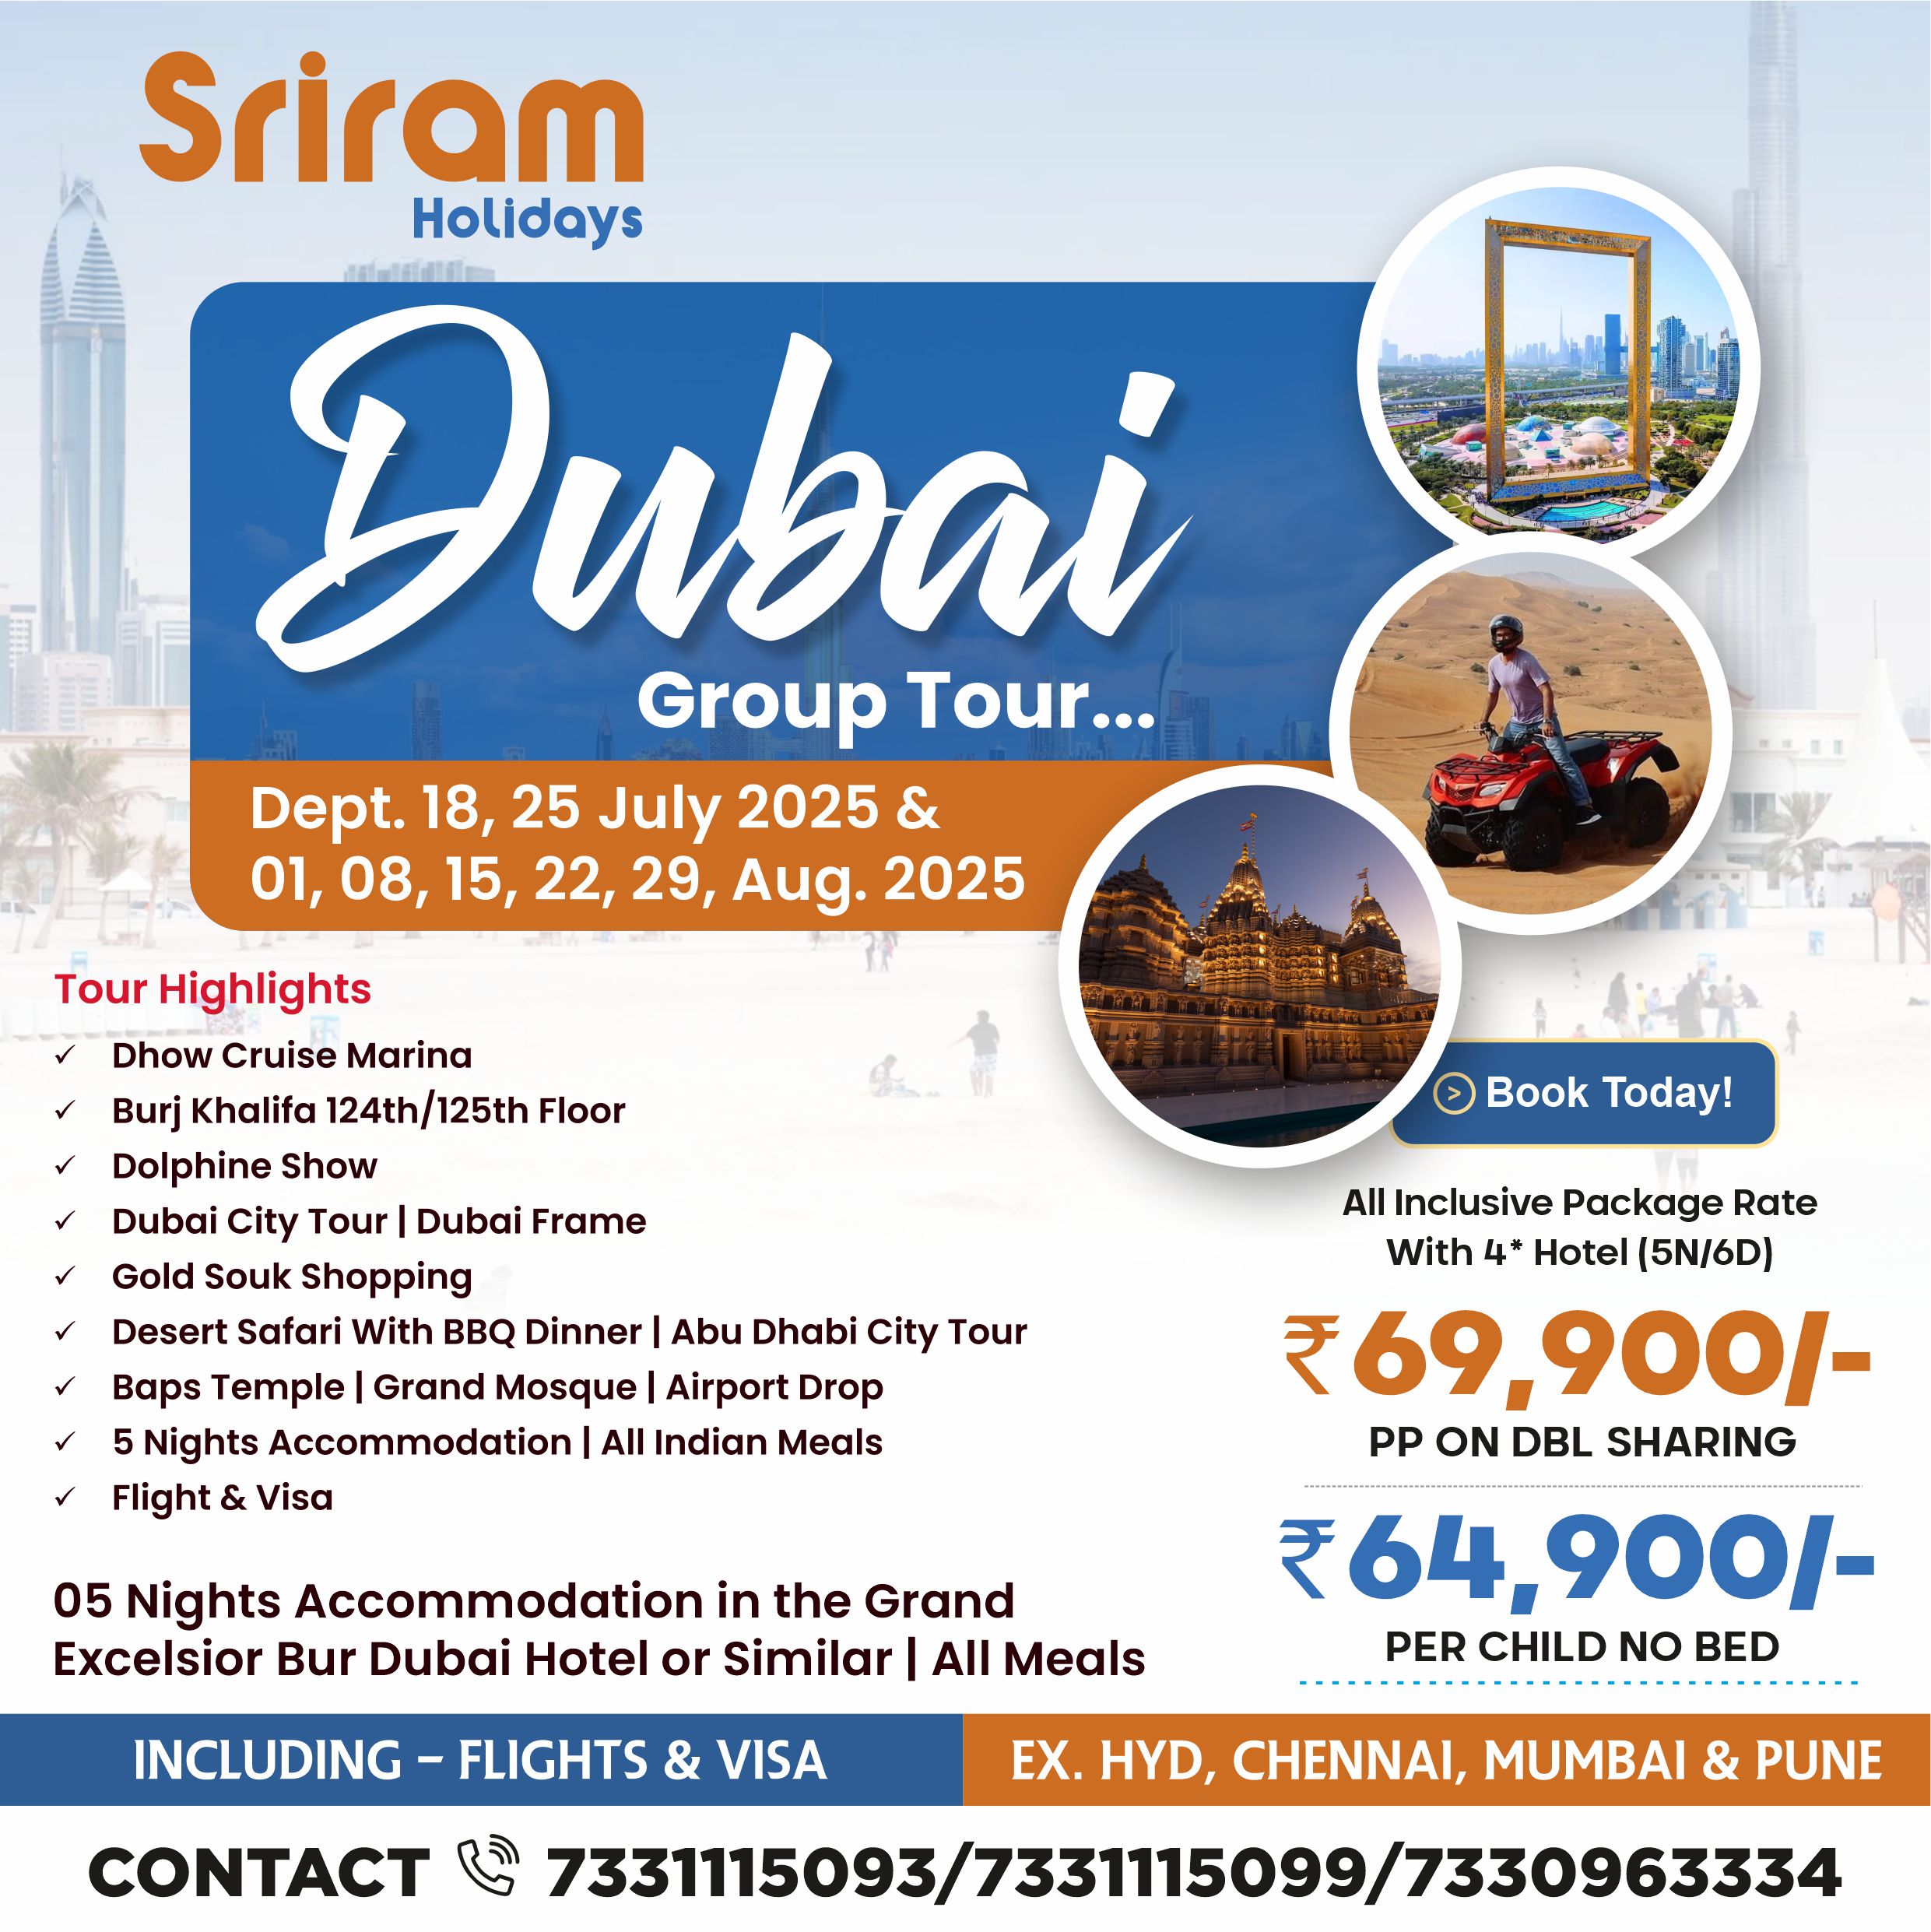 Sriram
Holidays
Dubai
Group Tour...
Dept. 18, 25 July 2025 &
01, 08, 15, 22, 29, Aug. 2025
Tour Highlights
✓ Dhow Cruise Marina
✓ Burj Khalifa 124th/125th Floor
✓ Dolphine Show
✓ Dubai City Tour | Dubai Frame
✓ Gold Souk Shopping
✓ Desert Safari With BBQ Dinner | Abu Dhabi City Tour
✓ Baps Temple | Grand Mosque | Airport Drop
✓ 5 Nights Accommodation | All Indian Meals
✓ Flight & Visa
05 Nights Accommodation in the Grand
Excelsior Bur Dubai Hotel or Similar | All Meals
> Book Today!
All Inclusive Package Rate
With 4* Hotel (5N/6D)
₹69,900/-
PP ON DBL SHARING
₹64,900/-
PER CHILD NO BED
INCLUDING – FLIGHTS & VISA
EX. HYD, CHENNAI, MUMBAI & PUNE
CONTACT 7331115093/7331115099/7330963334